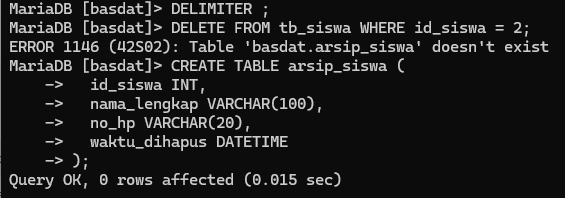 MariaDB [basdat]> DELIMITER ;
MariaDB [basdat]> DELETE FROM tb_siswa WHERE id_siswa = 2;
ERROR 1146 (42S02): Table 'basdat.arsip_siswa' doesn't exist
MariaDB [basdat]> CREATE TABLE arsip_siswa (
    ->   id_siswa INT,
    ->   nama_lengkap VARCHAR(100),
    ->   no_hp VARCHAR(20),
    ->   waktu_dihapus DATETIME
    -> );
Query OK, 0 rows affected (0.015 sec)